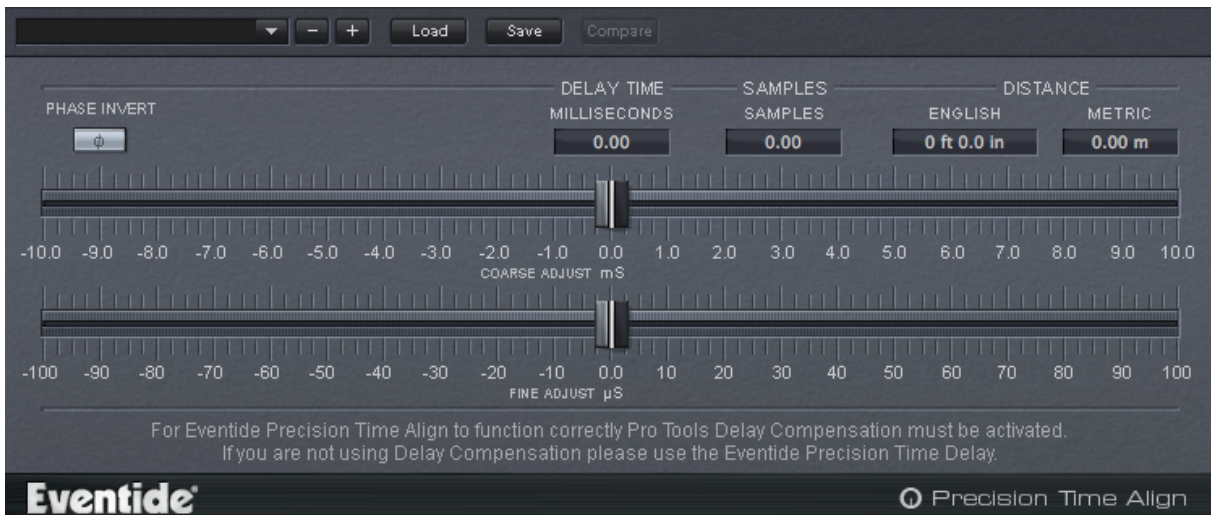 − + Load Save Compare
DELAY TIME SAMPLES DISTANCE
PHASE INVERT MILLISECONDS SAMPLES ENGLISH METRIC
ϕ 0.00 0.00 0 ft 0.0 in 0.00 m
-10.0 -9.0 -8.0 -7.0 -6.0 -5.0 -4.0 -3.0 -2.0 -1.0 0.0 1.0 2.0 3.0 4.0 5.0 6.0 7.0 8.0 9.0 10.0
COARSE ADJUST mS
-100 -90 -80 -70 -60 -50 -40 -30 -20 -10 0.0 10 20 30 40 50 60 70 80 90 100
FINE ADJUST µS
For Eventide Precision Time Align to function correctly Pro Tools Delay Compensation must be activated.
If you are not using Delay Compensation please use the Eventide Precision Time Delay.
Eventide® Precision Time Align